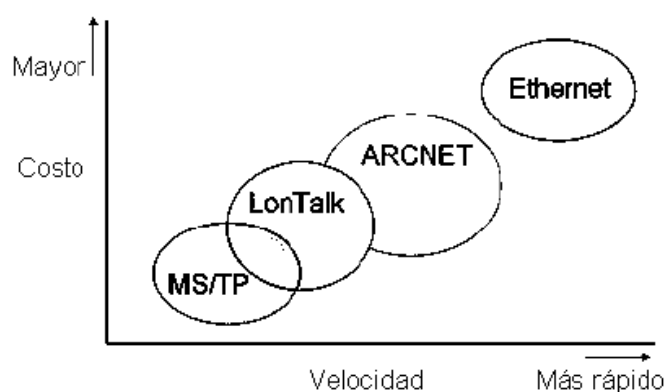 Mayor
Ethernet
Costo
ARCNET
LonTalk
MS/TP
Velocidad
Más rápido